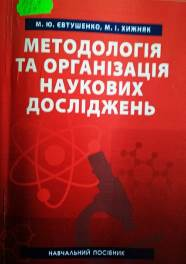 М. Ю. ЄВТУШЕНКО, М. І. ХИЖНЯК
МЕТОДОЛОГІЯ
ТА ОРГАНІЗАЦІЯ
НАУКОВИХ
ДОСЛІДЖЕНЬ
НАВЧАЛЬНИЙ ПОСІБНИК